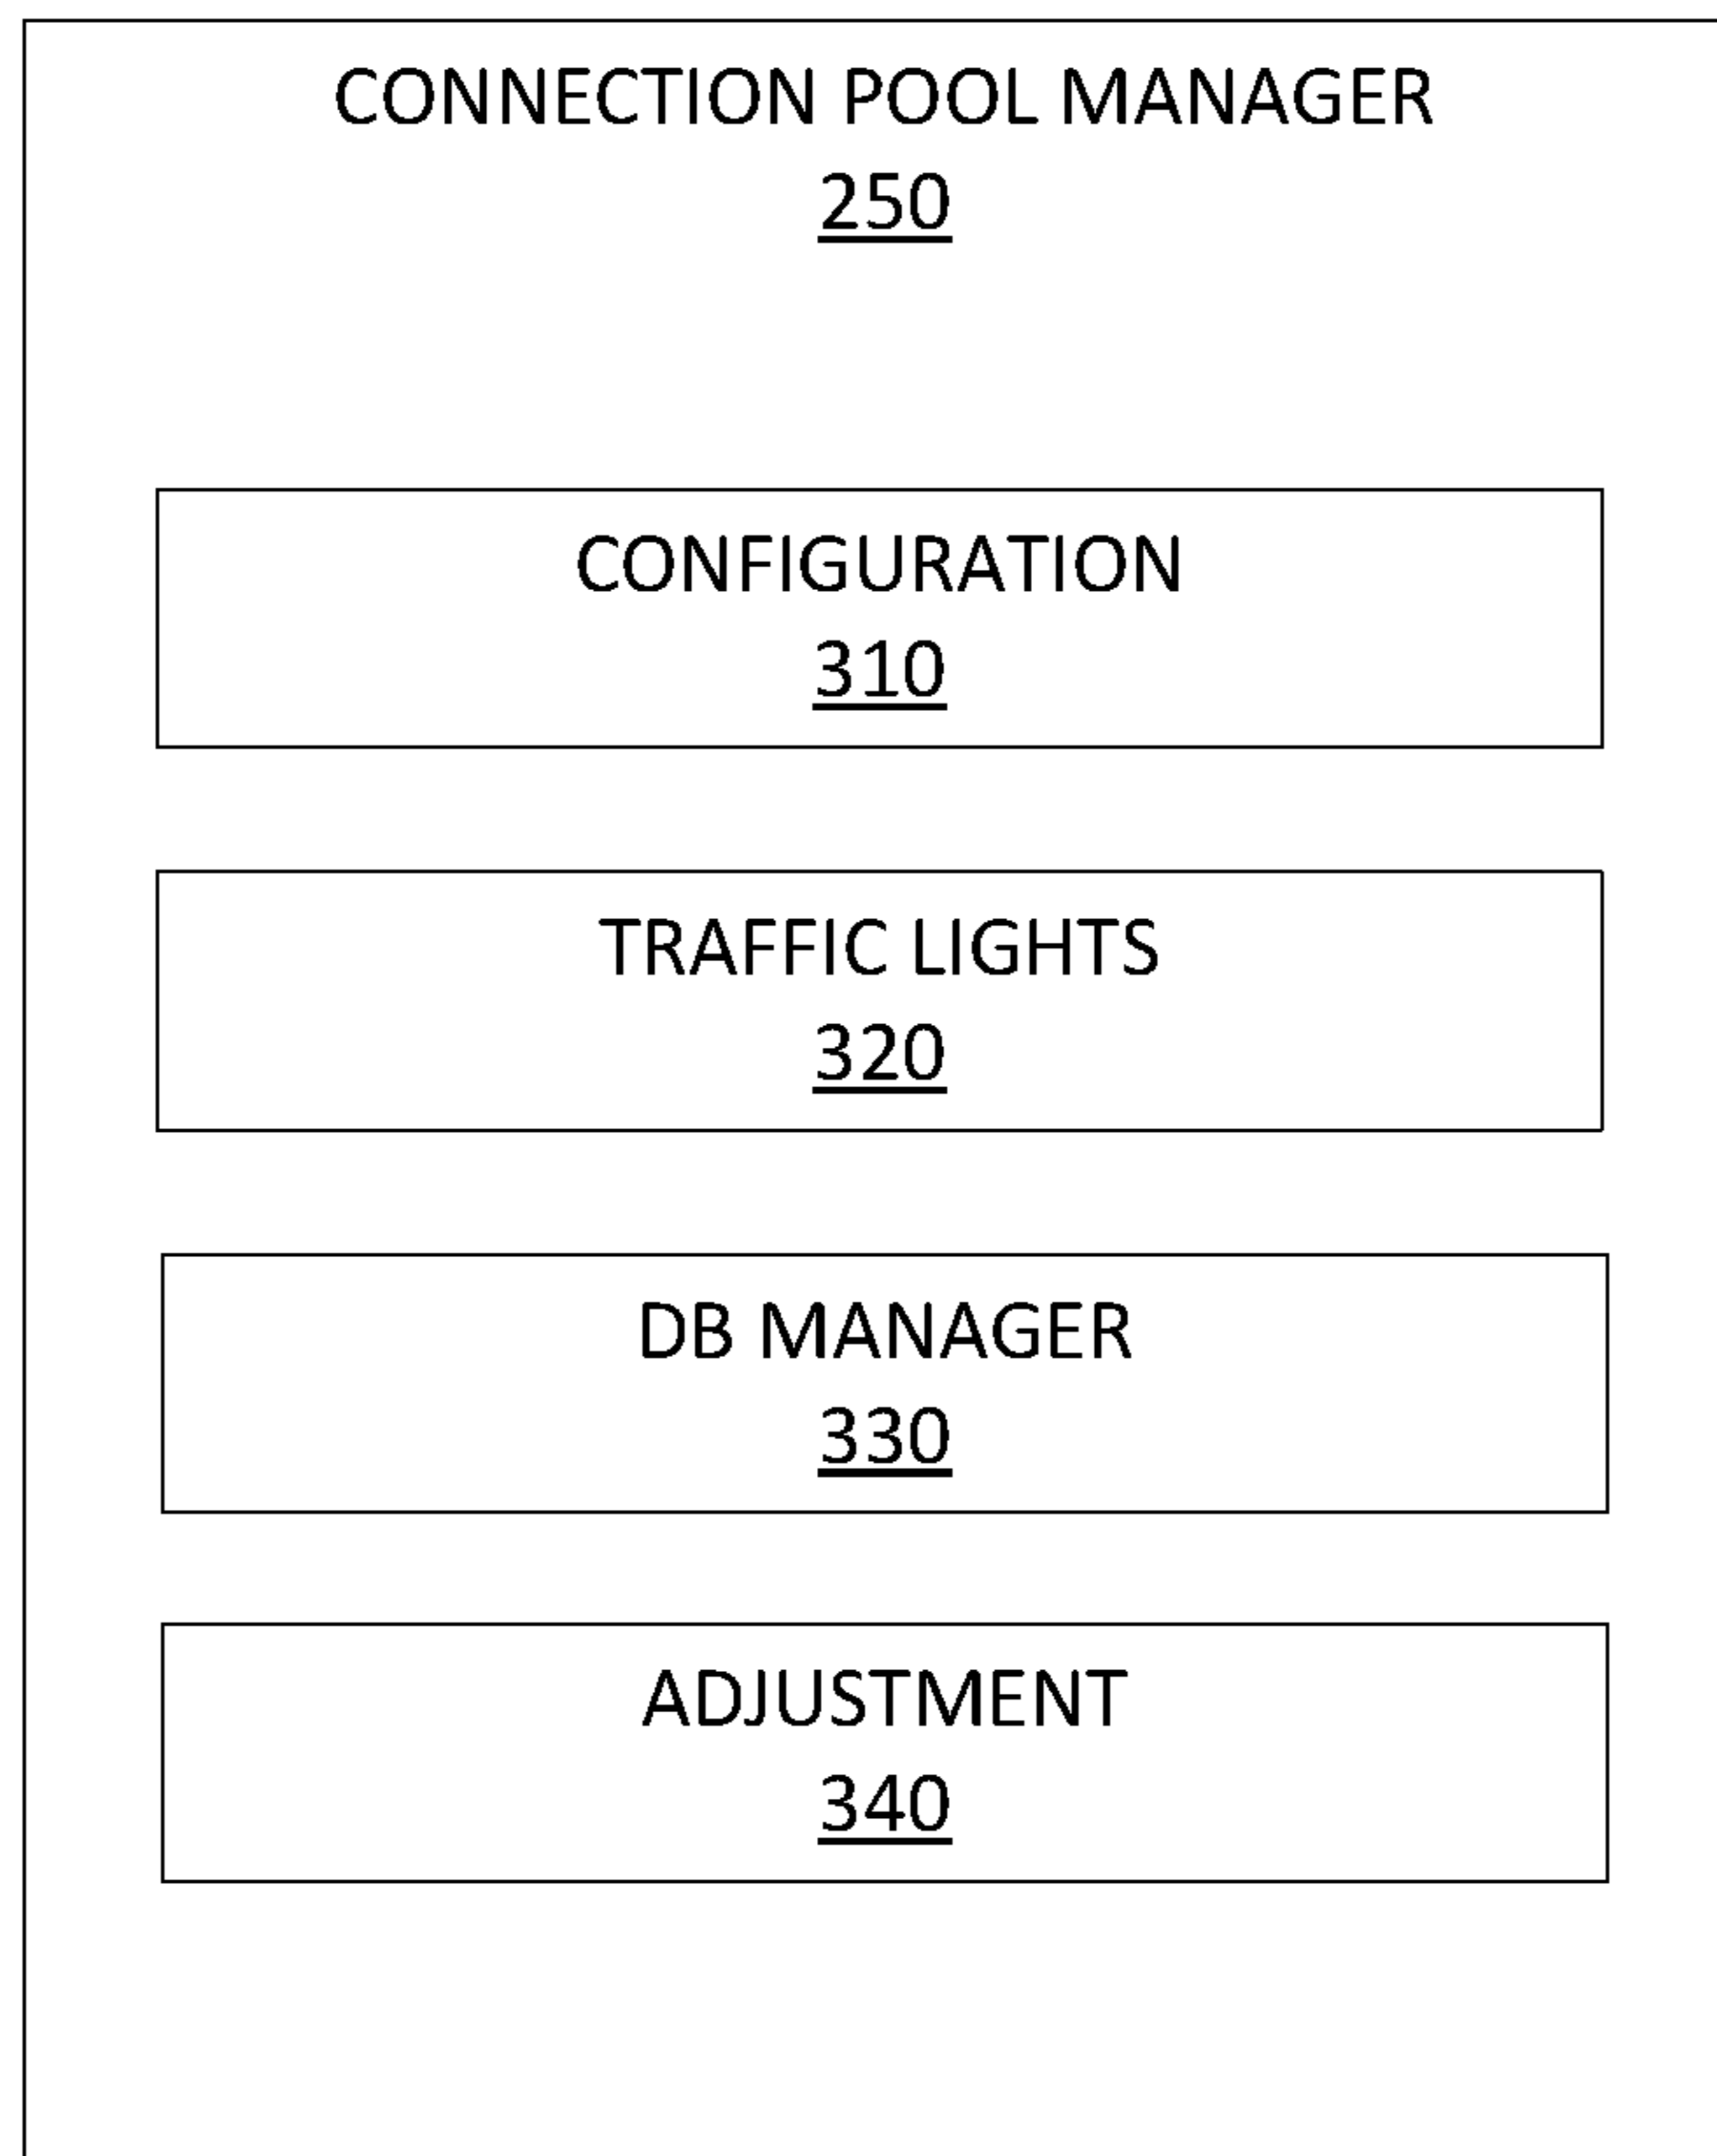 CONNECTION POOL MANAGER
250
CONFIGURATION
310
TRAFFIC LIGHTS
320
DB MANAGER
330
ADJUSTMENT
340